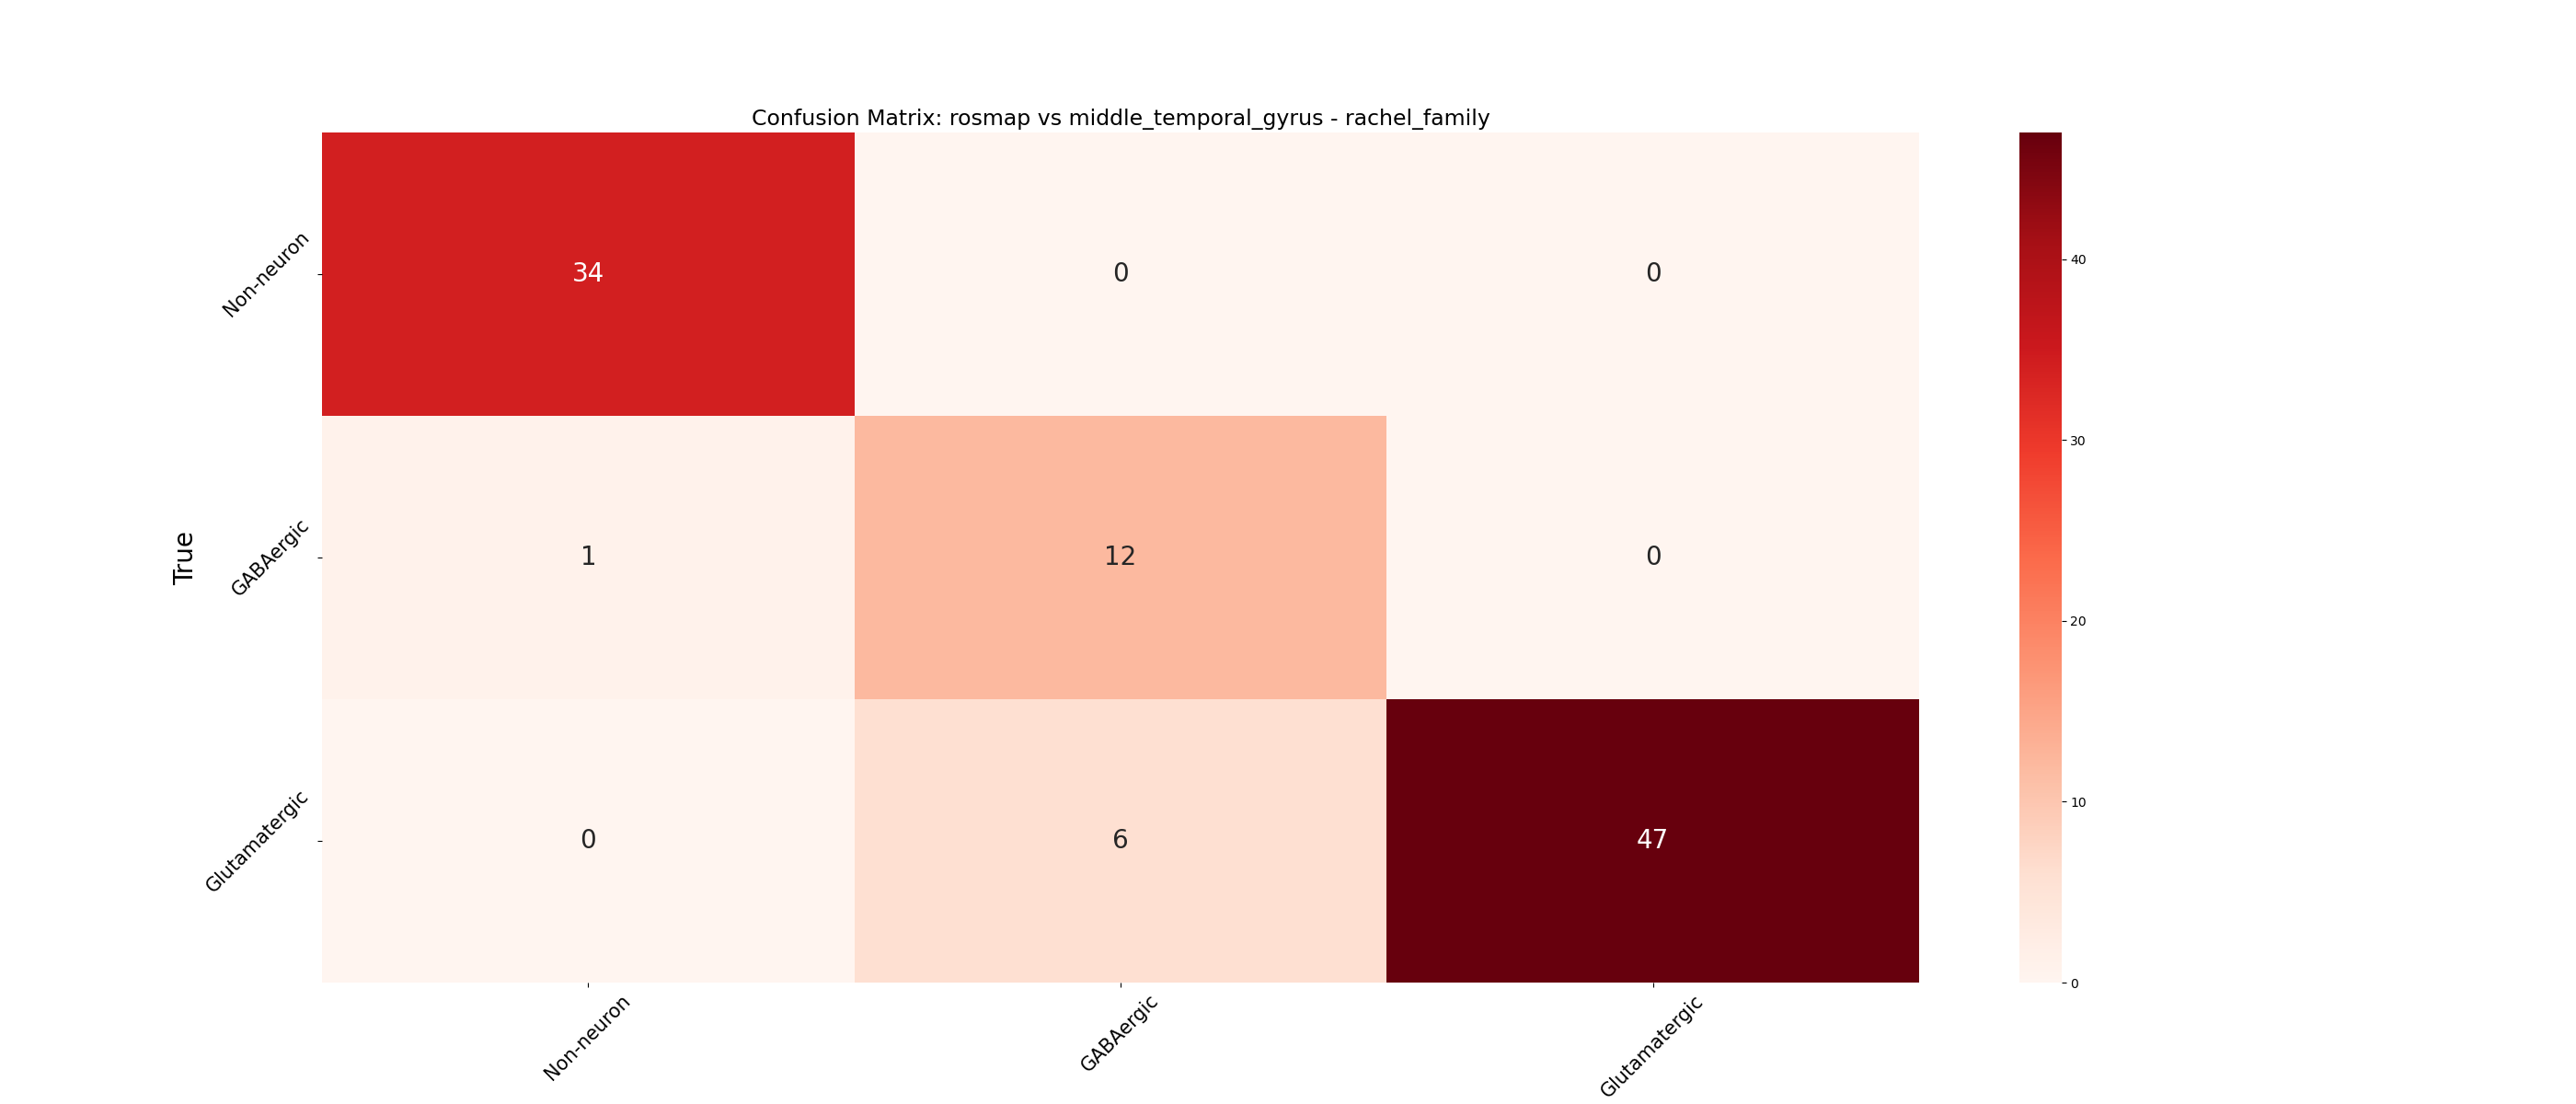 Confusion Matrix: rosmap vs middle_temporal_gyrus - rachel_family
True
Non-neuron
34
0
0
GABAergic
1
12
0
Glutamatergic
0
6
47
Non-neuron
GABAergic
Glutamatergic
40
30
20
10
0